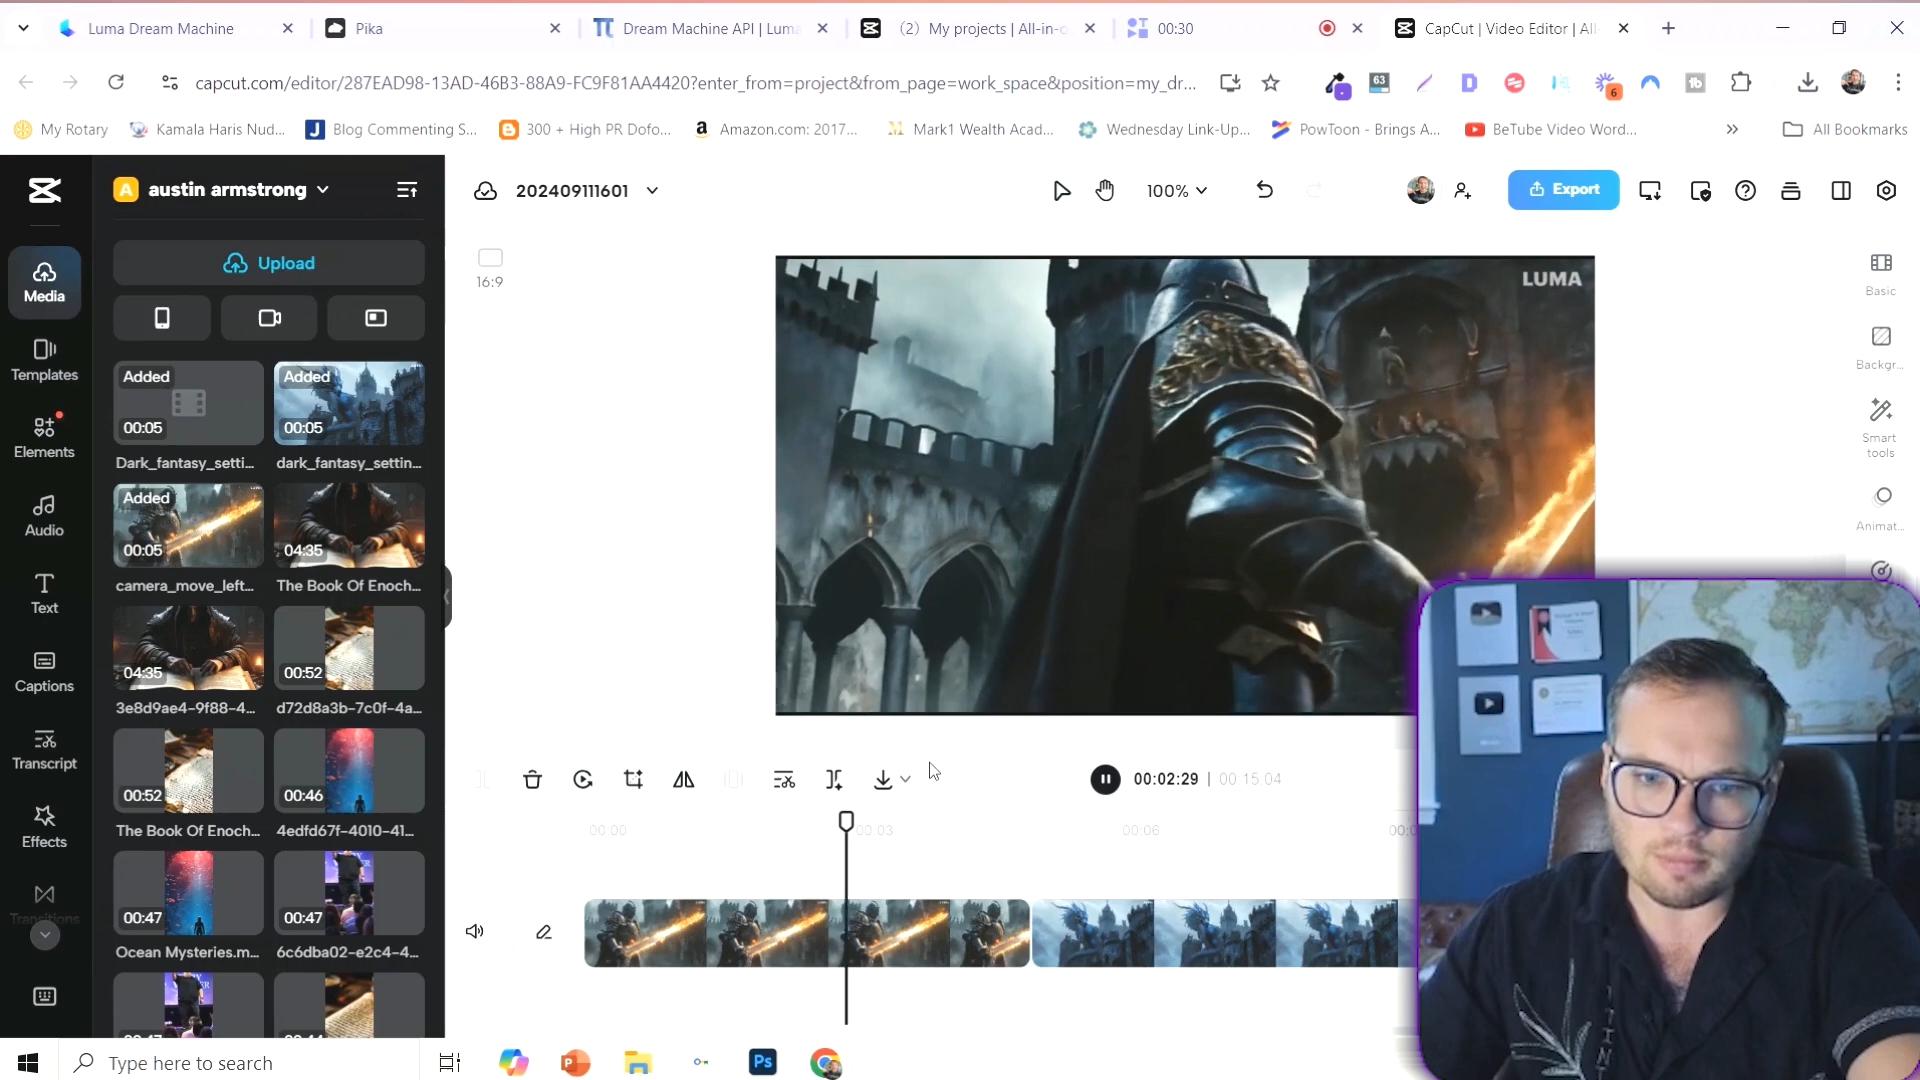 Luma Dream Machine
Pika
Dream Machine API | Luma
(2) My projects | All-in-o
00:30
CapCut | Video Editor | All-
capcut.com/editor/287EAD98-13AD-46B3-88A9-FC9F81AA4420?enter_from=project&from_page=work_space&position=my_dr...
63
6
tb
My Rotary
Kamala Haris Nud...
Blog Commenting S...
300 + High PR Dofo...
Amazon.com: 2017...
Mark1 Wealth Acad...
Wednesday Link-Up...
PowToon - Brings A...
BeTube Video Word...
All Bookmarks
A austin armstrong
202409111601
100%
Export
Upload
16:9
LUMA
Media
Templates
Elements
Audio
Text
Captions
Transcript
Effects
Transitions
Added
00:05
Dark_fantasy_setti...
Added
00:05
dark_fantasy_settin...
Added
00:05
camera_move_left...
04:35
The Book Of Enoch...
04:35
3e8d9ae4-9f88-4...
00:52
d72d8a3b-7c0f-4a...
00:52
The Book Of Enoch...
00:46
4edfd67f-4010-41...
00:47
Ocean Mysteries.m...
00:47
6c6dba02-e2c4-4...
Basic
Backgr...
Smart
tools
Animat...
00:02:29 | 00:15:04
00:00
00:03
00:06
Type here to search
Ps